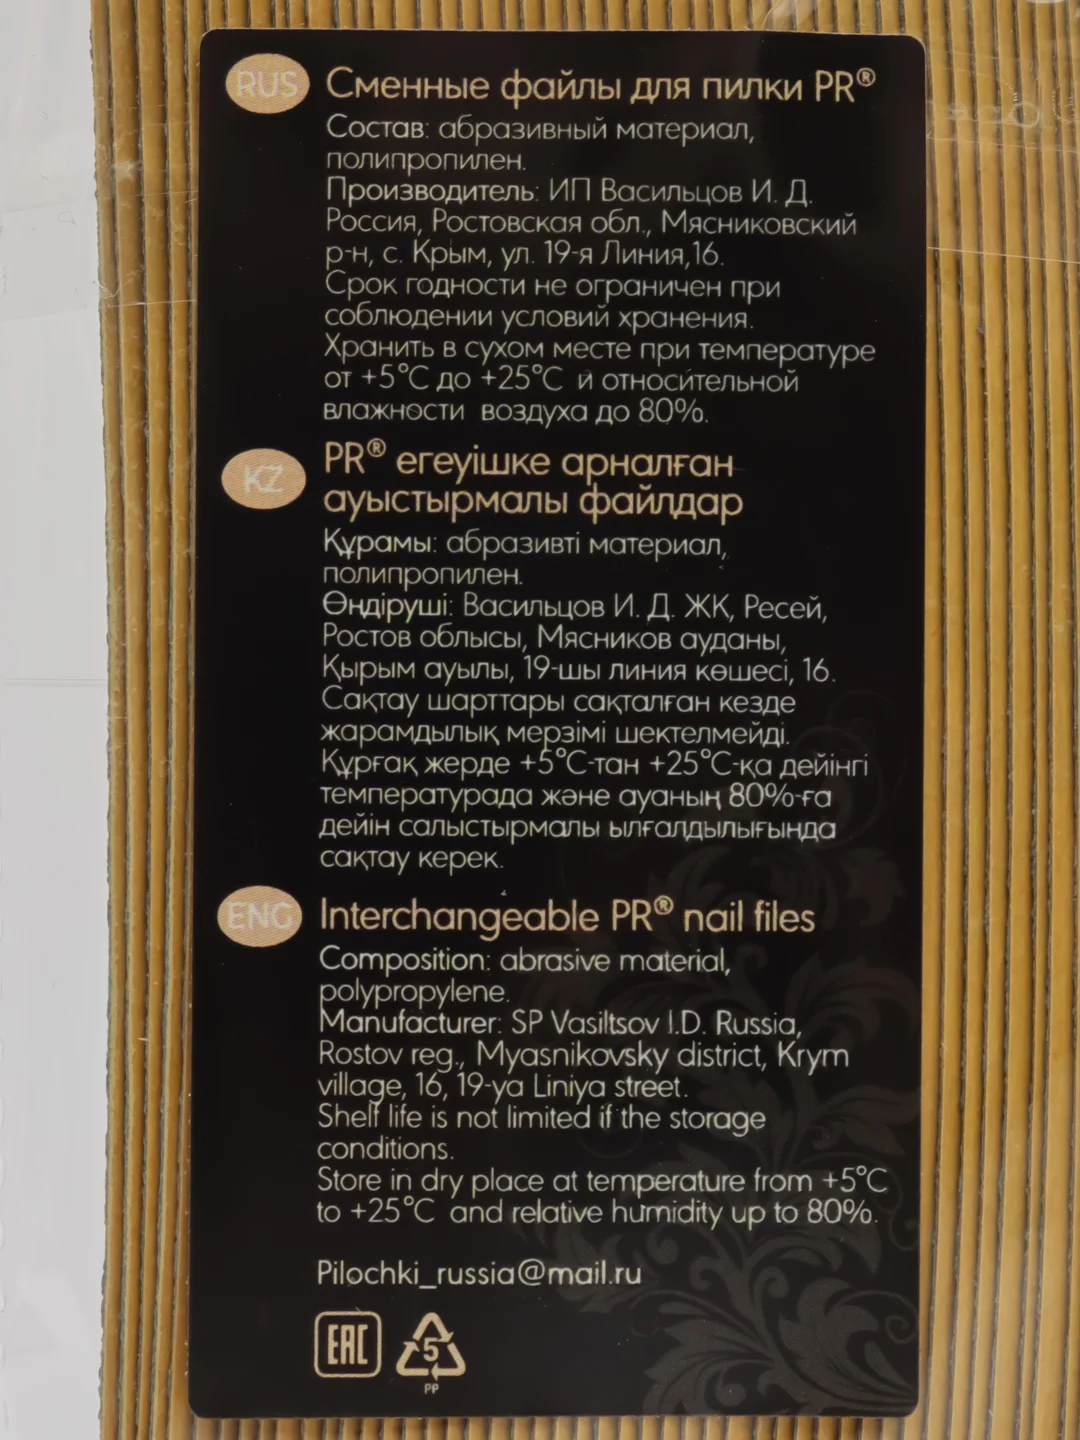 RUS
Сменные файлы для пилки PR®
Состав: абразивный материал,
полипропилен.
Производитель: ИП Васильцов И. Д.
Россия, Ростовская обл., Мясниковский
р-н, с. Крым, ул. 19-я Линия,16.
Срок годности не ограничен при
соблюдении условий хранения.
Хранить в сухом месте при температуре
от +5°C до +25°C и относительной
влажности воздуха до 80%.
KZ
PR® егеуішке арналған
ауыстырмалы файлдар
Құрамы: абразивті материал,
полипропилен.
Өндіруші: Васильцов И. Д. ЖК, Ресей,
Ростов облысы, Мясников ауданы,
Қырым ауылы, 19-шы линия көшесі, 16.
Сақтау шарттары сақталған кезде
жарамдылық мерзімі шектелмейді.
Құрғақ жерде +5°C-тан +25°C-қа дейінгі
температурада және ауаның 80%-ға
дейін салыстырмалы ылғалдылығында
сақтау керек.
ENG
Interchangeable PR® nail files
Composition: abrasive material,
polypropylene.
Manufacturer: SP Vasiltsov I.D. Russia,
Rostov reg., Myasnikovsky district, Krym
village, 16, 19-ya Liniya street.
Shelf life is not limited if the storage
conditions.
Store in dry place at temperature from +5°C
to +25°C and relative humidity up to 80%.
Pilochki_russia@mail.ru
EAC
5
PP